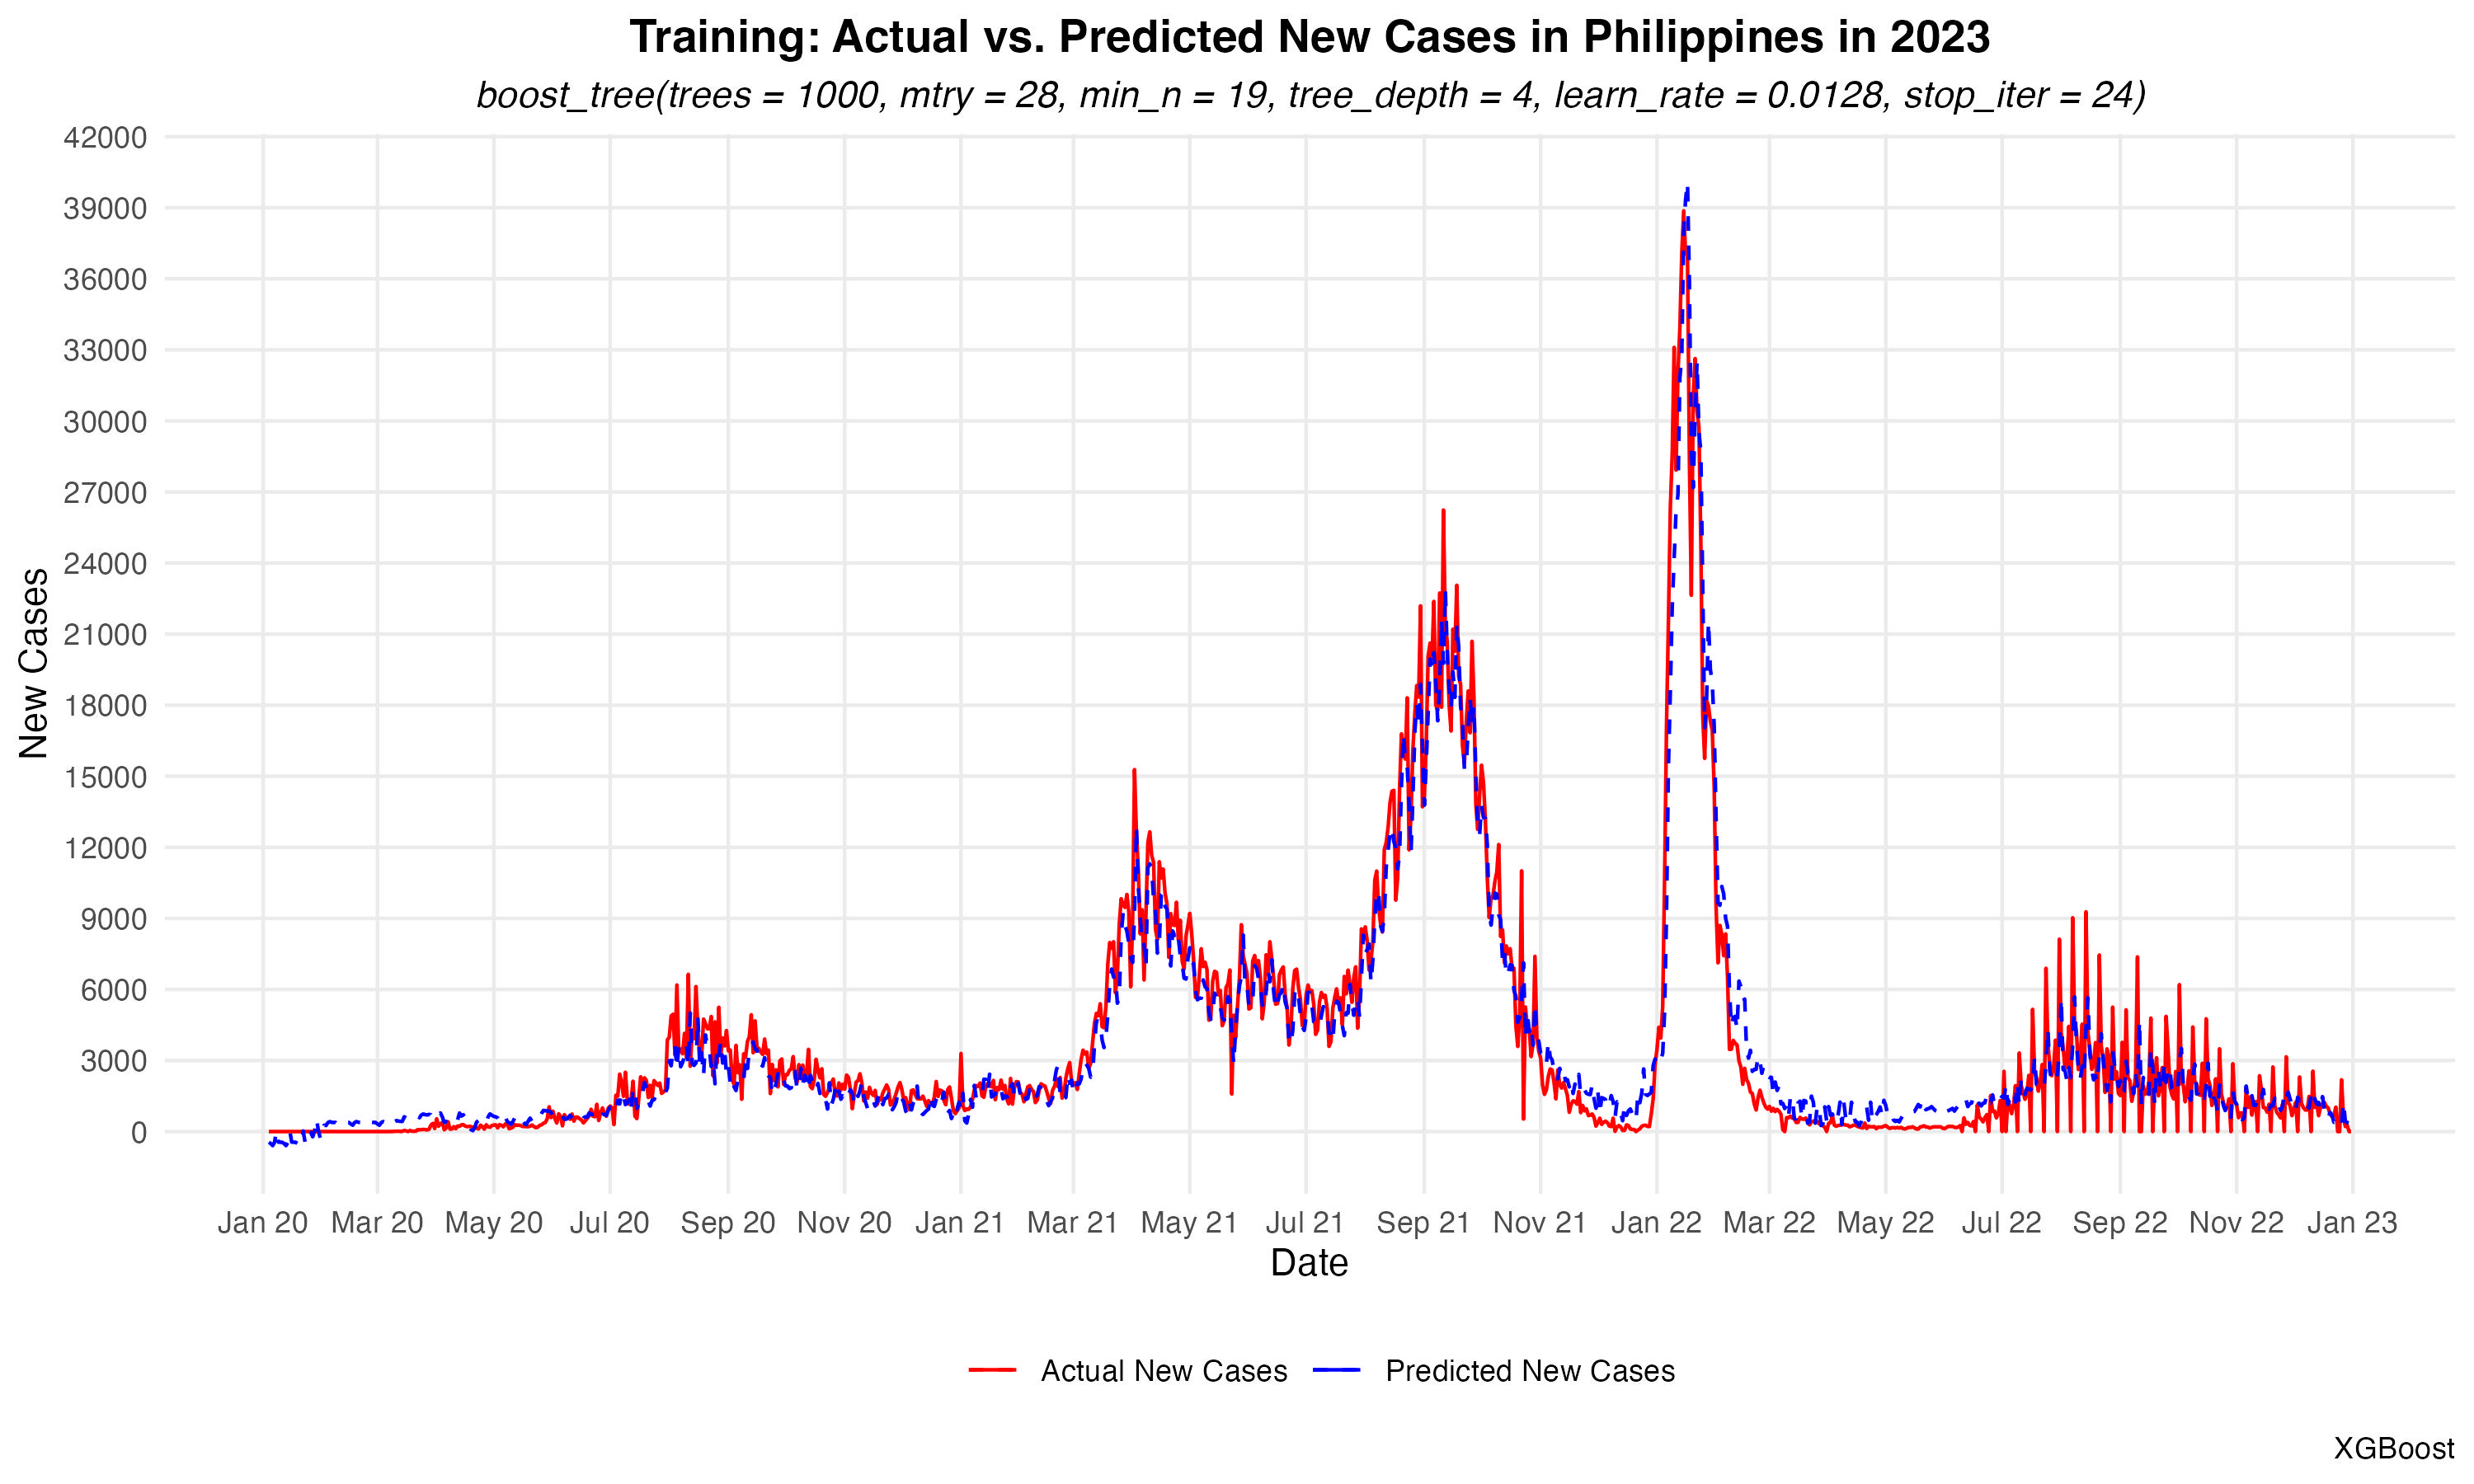 Training: Actual vs. Predicted New Cases in Philippines in 2023
boost_tree(trees = 1000, mtry = 28, min_n = 19, tree_depth = 4, learn_rate = 0.0128, stop_iter = 24)
42000
39000
36000
33000
30000
27000
24000
21000
18000
15000
12000
9000
6000
3000
0
New Cases
Jan 20 Mar 20 May 20 Jul 20 Sep 20 Nov 20 Jan 21 Mar 21 May 21 Jul 21 Sep 21 Nov 21 Jan 22 Mar 22 May 22 Jul 22 Sep 22 Nov 22 Jan 23
Date
Actual New Cases Predicted New Cases
XGBoost